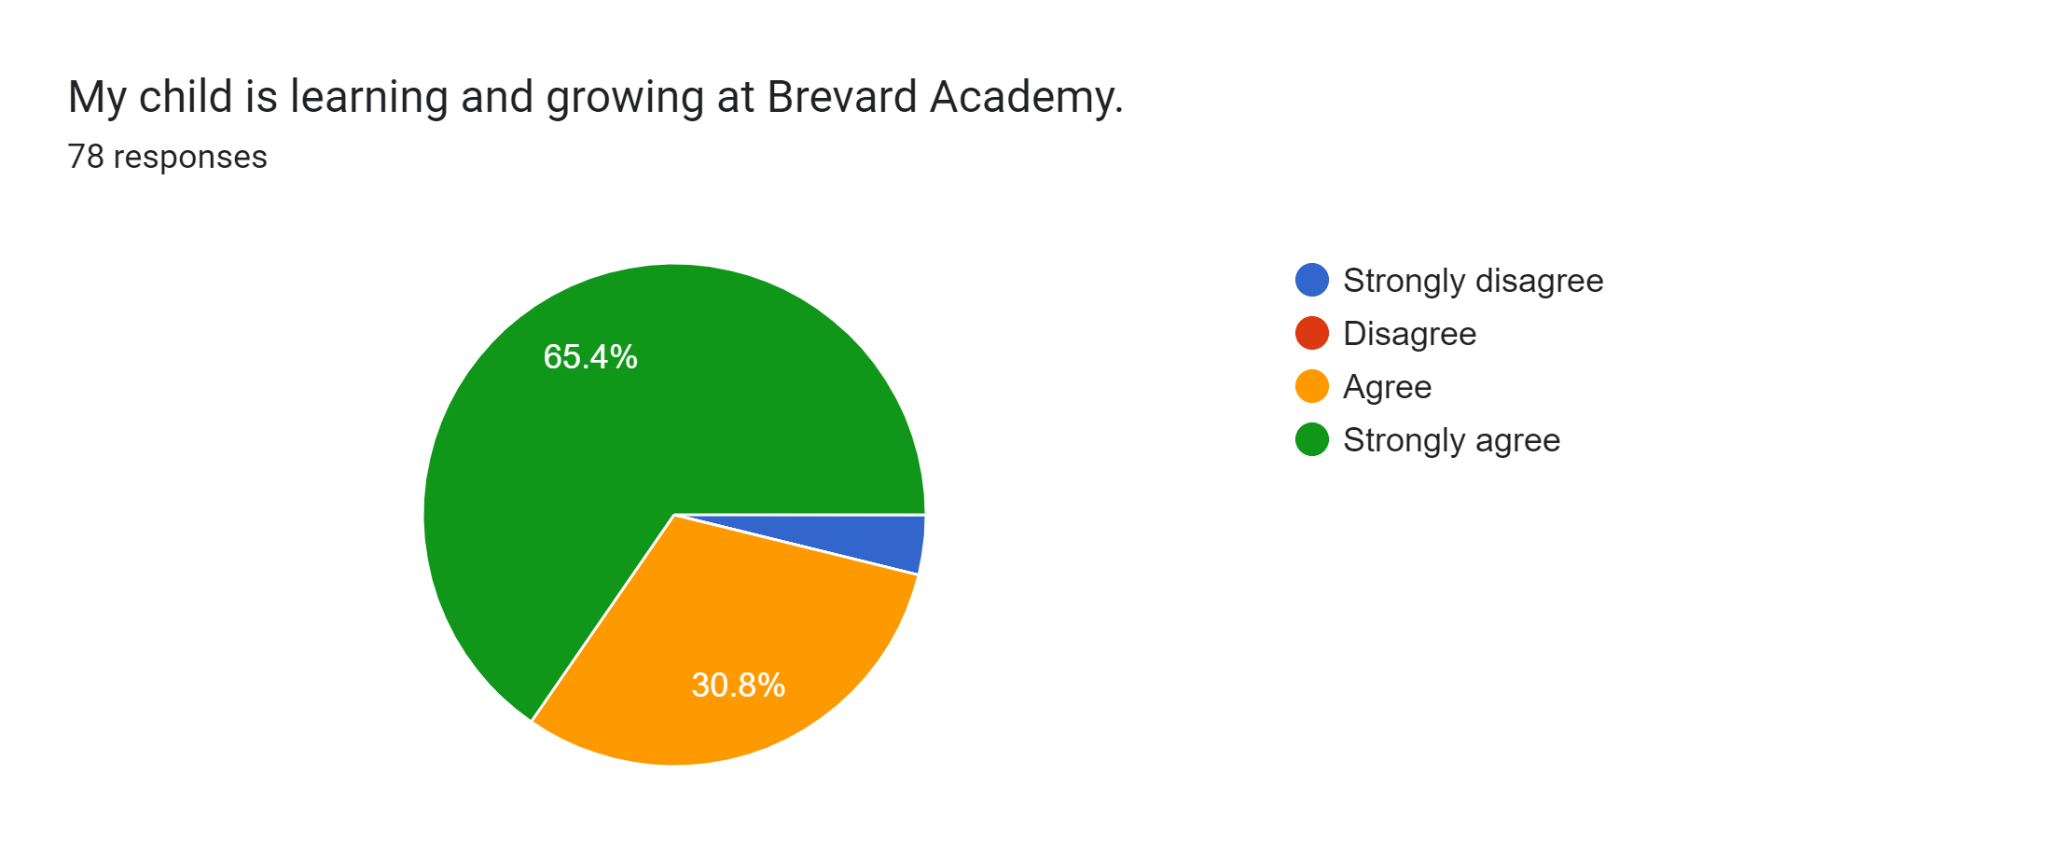 My child is learning and growing at Brevard Academy.
78 responses
Strongly disagree
Disagree
Agree
Strongly agree
65.4%
30.8%